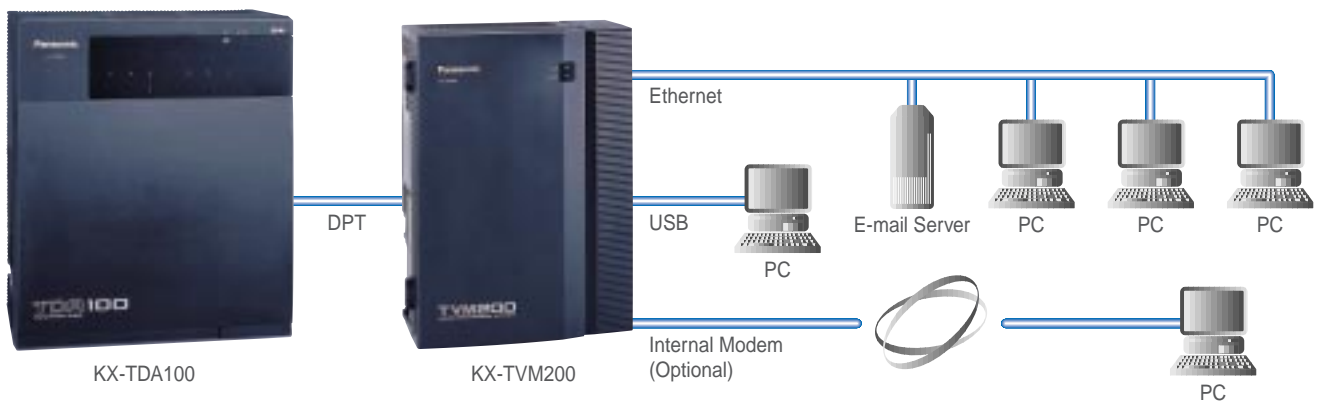 Panasonic
Panasonic
Ethernet
DPT
USB
E-mail Server
PC
PC
PC
PC
TDA100
TVM200
Internal Modem
(Optional)
KX-TDA100
KX-TVM200
PC